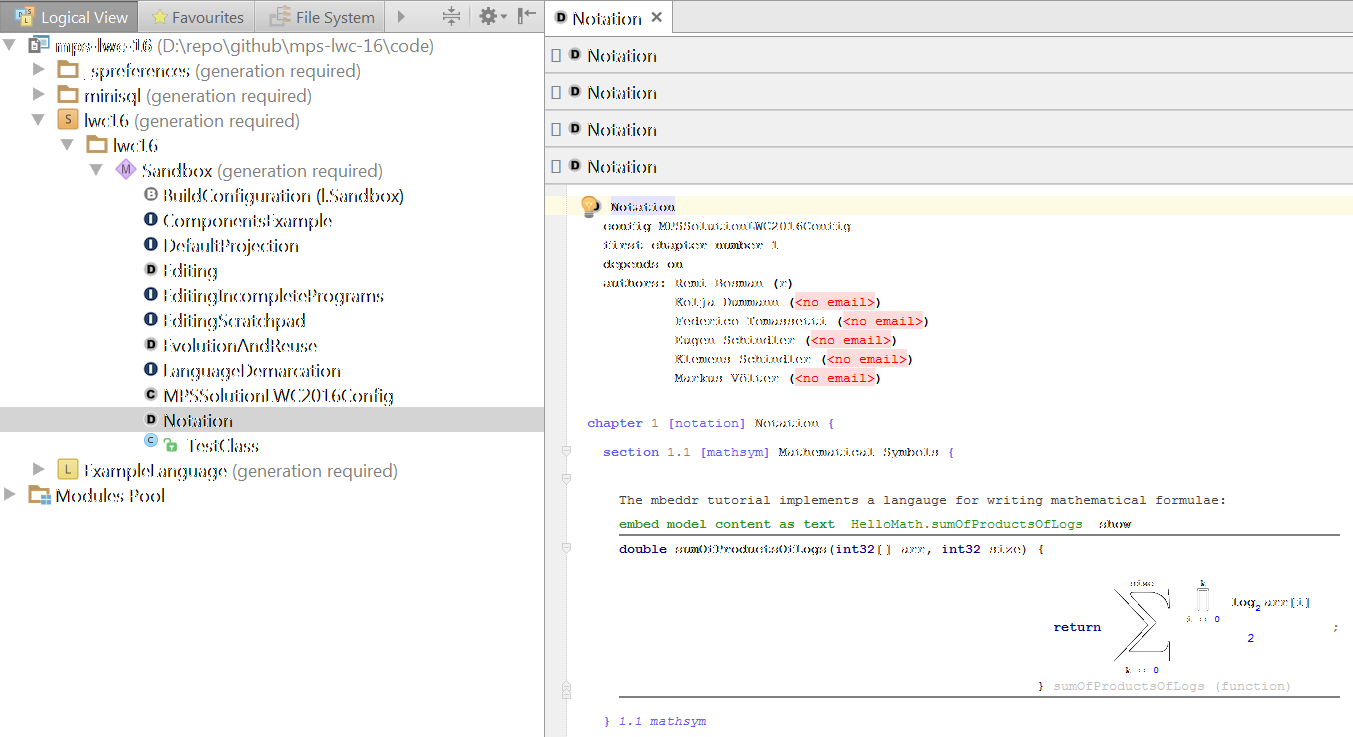 Logical View
Favourites
File System
mps-lwc-16 (D:\repo\github\mps-lwc-16\code)
_spreferences (generation required)
minisql (generation required)
S lwc16 (generation required)
lwc16
M Sandbox (generation required)
B BuildConfiguration (l.Sandbox)
I ComponentsExample
I DefaultProjection
D Editing
I EditingIncompletePrograms
I EditingScratchpad
D EvolutionAndReuse
I LanguageDemarcation
C MPSSolutionLWC2016Config
D Notation
C TestClass
L ExampleLanguage (generation required)
Modules Pool
D Notation
D Notation
D Notation
D Notation
D Notation
Notation
config MPSSolutionLWC2016Config
first chapter number 1
depends on
authors: Remi Bosman (r)
Kolja Dummann (<no email>)
Federico Tomassetti (<no email>)
Eugen Schindler (<no email>)
Klemens Schindler (<no email>)
Markus Völter (<no email>)
chapter 1 [notation] Notation {
section 1.1 [mathsym] Mathematical Symbols {
The mbeddr tutorial implements a langauge for writing mathematical formulae:
embed model content as text HelloMath.sumOfProductsOfLogs show
double sumOfProductsOfLogs(int32[] arr, int32 size) {
size k
return ∑ ∏ log2 arr[i] ;
i = 0
2
k = 0
} sumOfProductsOfLogs (function)
} 1.1 mathsym